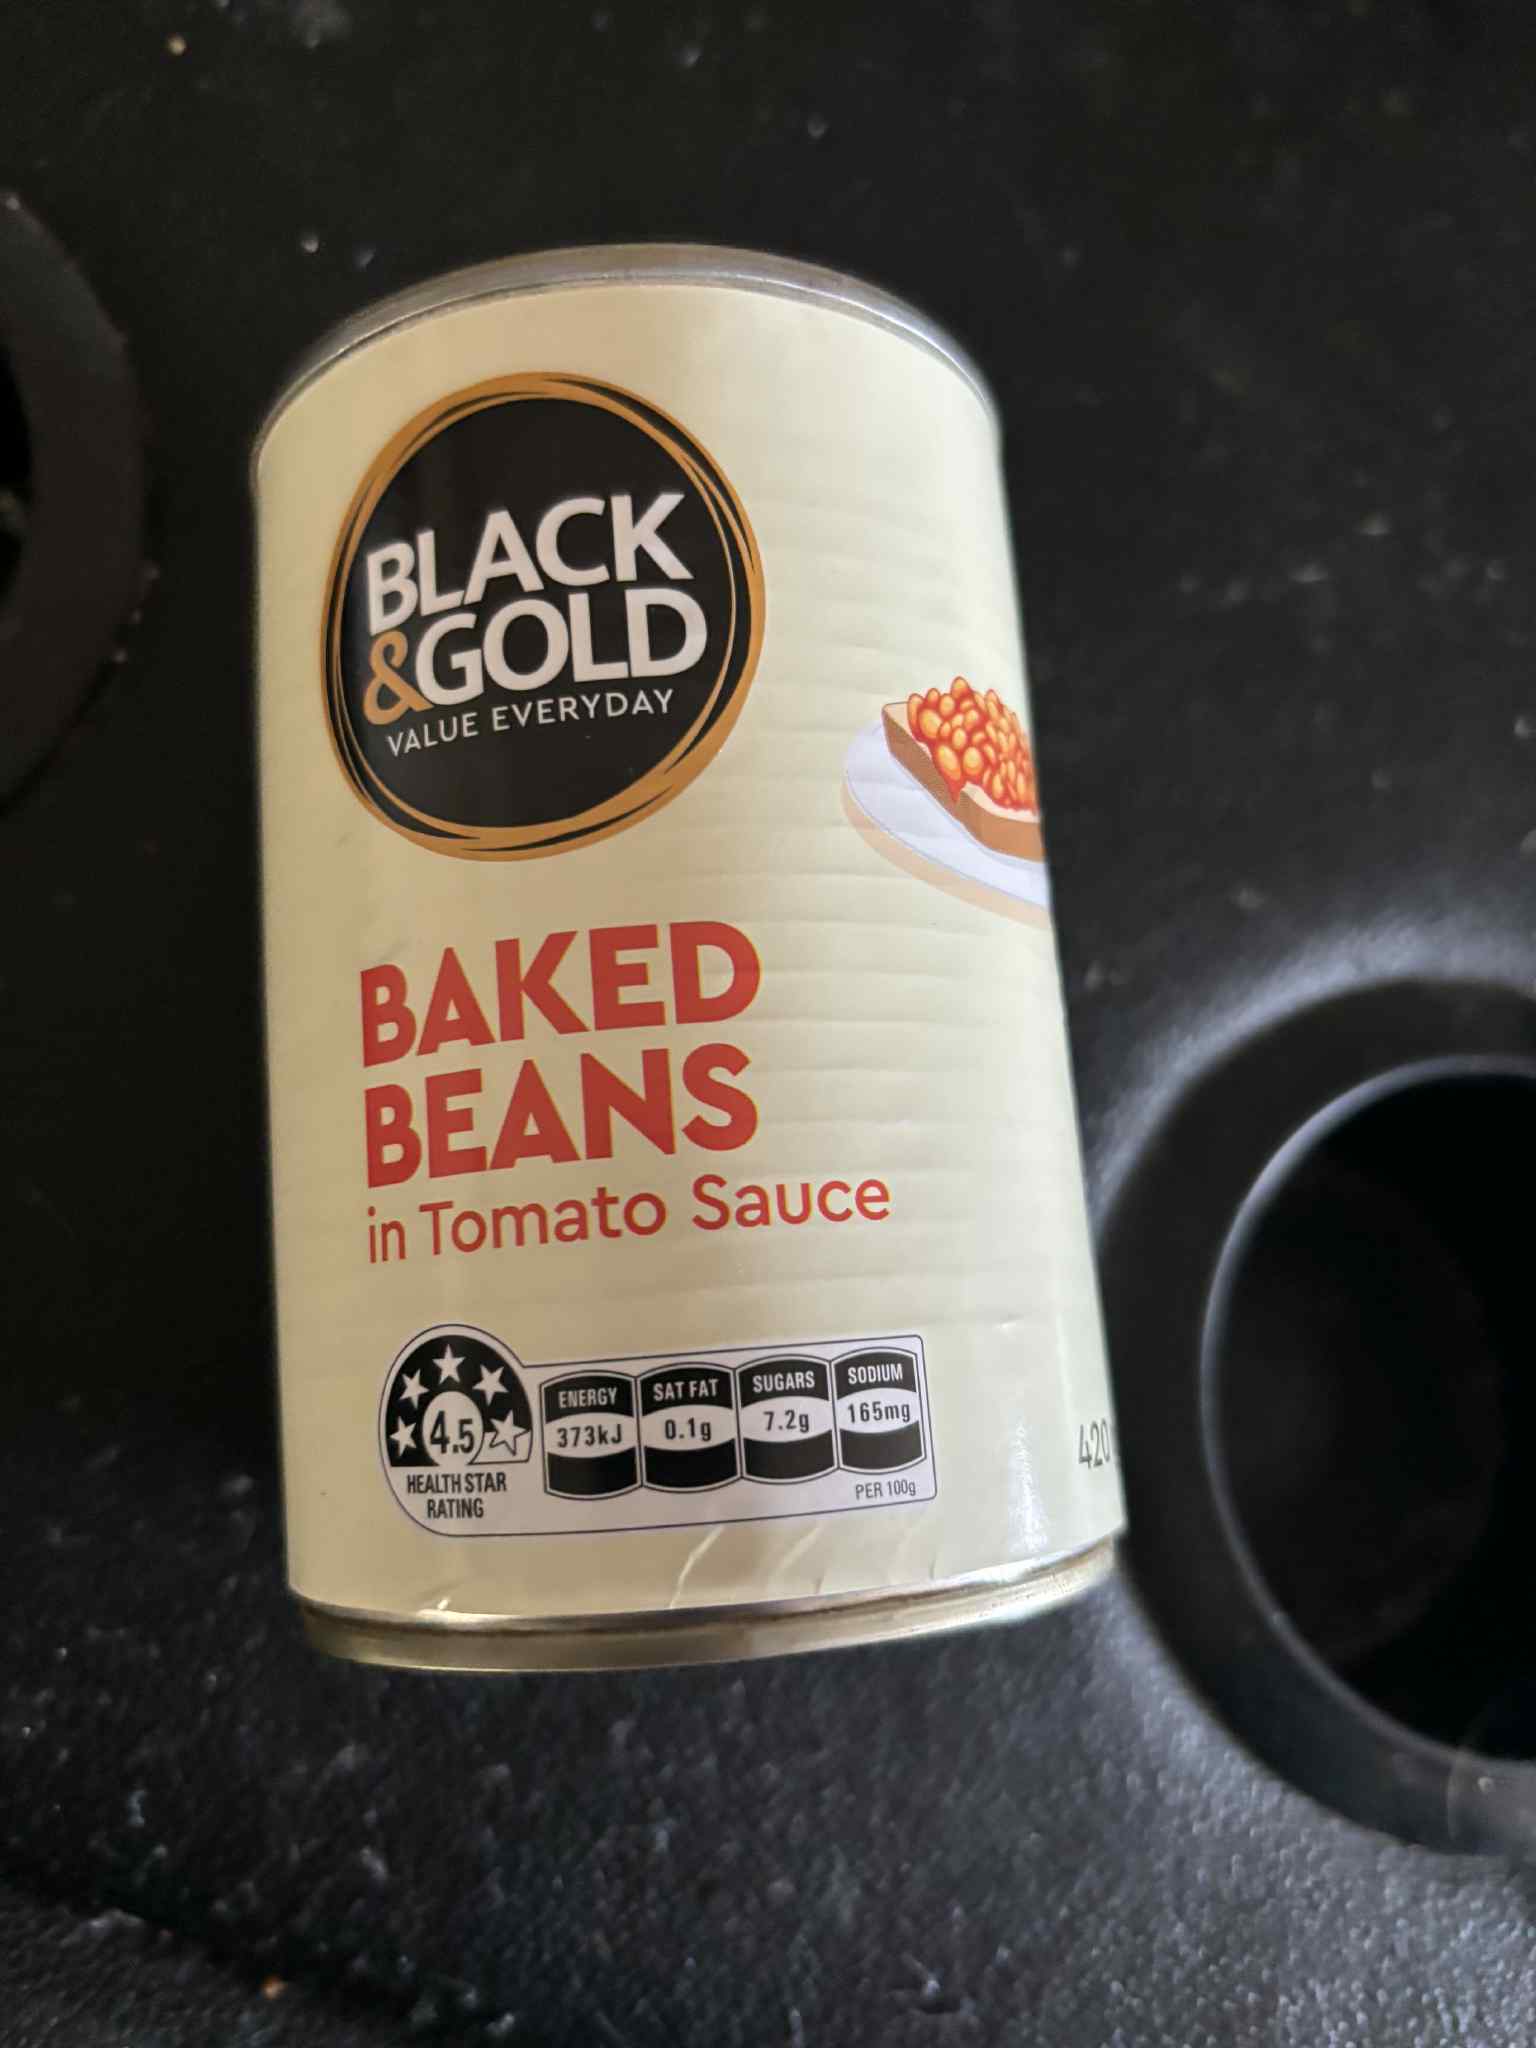 BLACK
&GOLD
VALUE EVERYDAY
BAKED
BEANS
in Tomato Sauce
4.5
HEALTH STAR
RATING
ENERGY
373kJ
SAT FAT
0.1g
SUGARS
7.2g
SODIUM
165mg
PER 100g
420